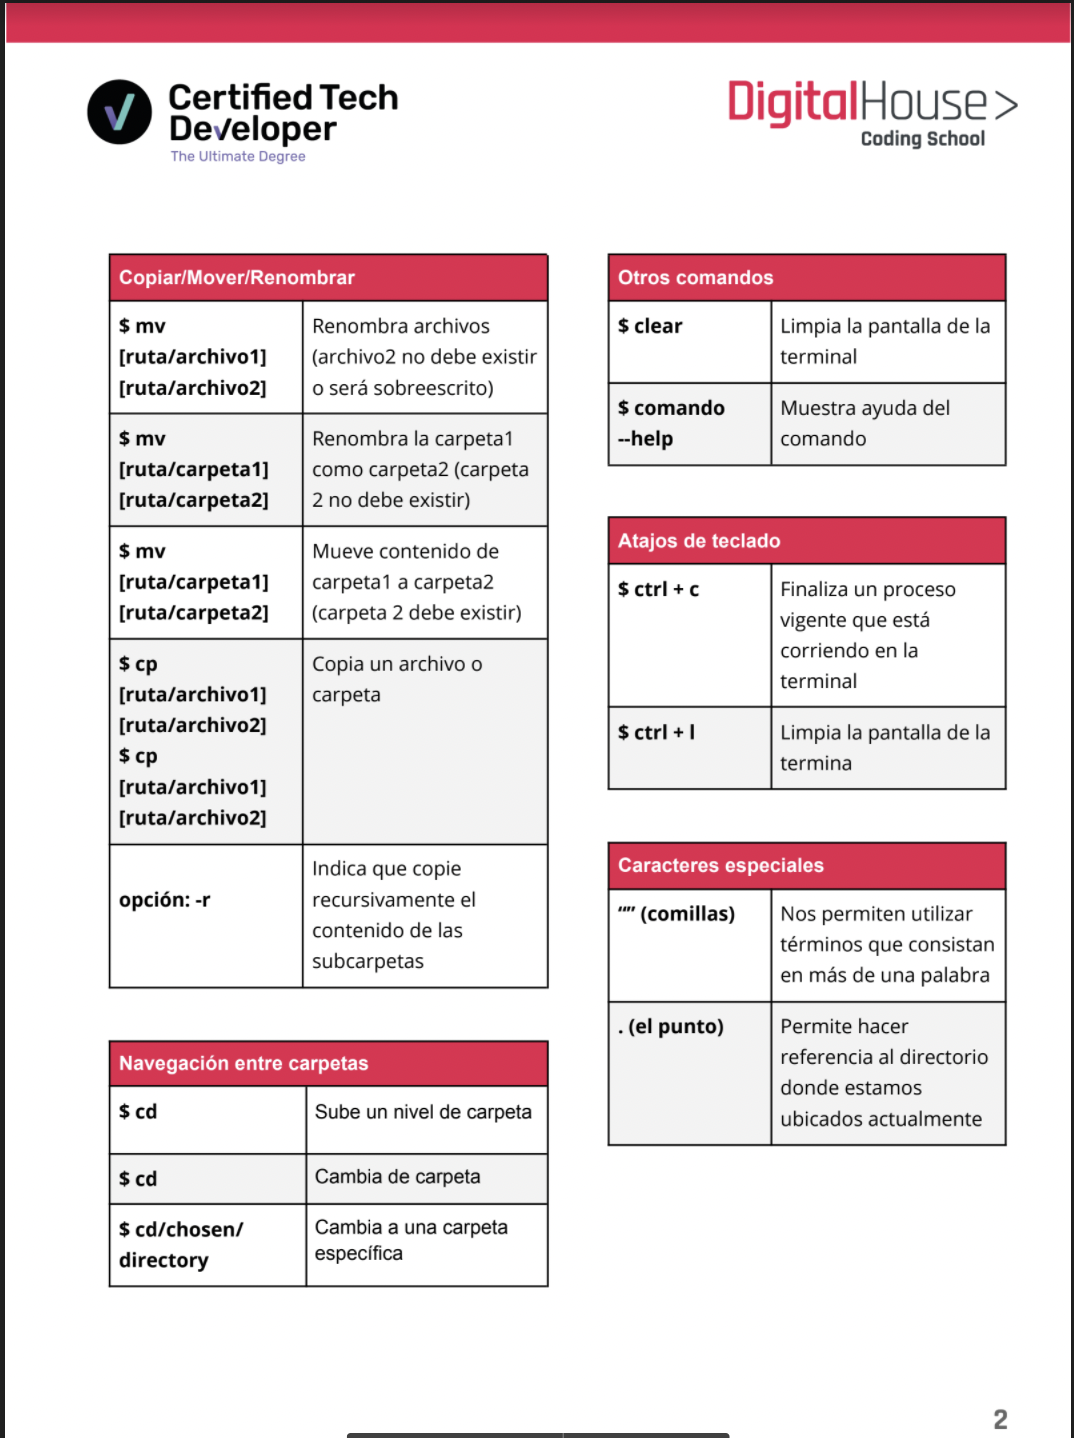 Certified Tech
Developer
The Ultimate Degree
DigitalHouse>
Coding School
Copiar/Mover/Renombrar
$ mv
[ruta/archivo1]
[ruta/archivo2]
Renombra archivos
(archivo2 no debe existir
o será sobreescrito)
$ mv
[ruta/carpeta1]
[ruta/carpeta2]
Renombra la carpeta1
como carpeta2 (carpeta
2 no debe existir)
$ mv
[ruta/carpeta1]
[ruta/carpeta2]
Mueve contenido de
carpeta1 a carpeta2
(carpeta 2 debe existir)
$ cp
[ruta/archivo1]
[ruta/archivo2]
$ cp
[ruta/archivo1]
[ruta/archivo2]
Copia un archivo o
carpeta
opción: -r
Indica que copie
recursivamente el
contenido de las
subcarpetas
Navegación entre carpetas
$ cd
Sube un nivel de carpeta
$ cd
Cambia de carpeta
$ cd/chosen/
directory
Cambia a una carpeta
específica
Otros comandos
$ clear
Limpia la pantalla de la
terminal
$ comando
--help
Muestra ayuda del
comando
Atajos de teclado
$ ctrl + c
Finaliza un proceso
vigente que está
corriendo en la
terminal
$ ctrl + l
Limpia la pantalla de la
termina
Caracteres especiales
“” (comillas)
Nos permiten utilizar
términos que consistan
en más de una palabra
. (el punto)
Permite hacer
referencia al directorio
donde estamos
ubicados actualmente
2